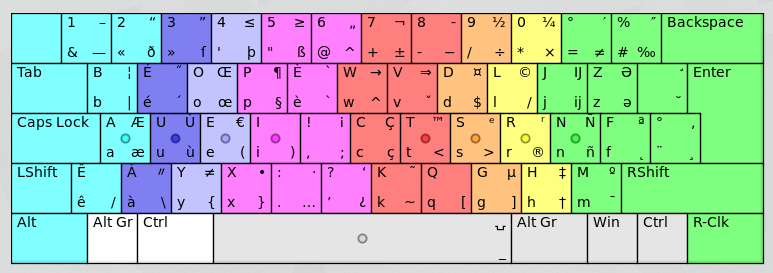 1 – 2 “ 3 ” 4 ≤ 5 ≥ 6 „ 7 ¬ 8 - 9 ½ 0 ¼ ° ´ % ˝ Backspace
& — « ð » ſ ' þ " ß @ ^ + ± - − / ÷ * × = ≠ # ‰
Tab B ¦ É ˝ O Œ P ¶ È ` W → V ⇒ D ¤ L © J IJ Z Ə Enter
b | é ´ o œ p § è ` w ^ v ˇ d $ l / j ij z ə ˘
Caps Lock A Æ U Ù E € I ! ¡ C Ç T ™ S ᵉ R ʳ N Ñ F ª ° ,
a æ u ù e ( i ) , ; c ç t < s > r ® n ñ f ˛ ¨ ¸
LShift Ê À 〃 Y ≠ X • : · ? ‘ K ˜ Q G µ H ‡ M º RShift
ê / à \ y { x } . … ’ ¿ k ~ q [ g ] h † m ¯
Alt Alt Gr Ctrl Alt Gr Win Ctrl R-Clk
_